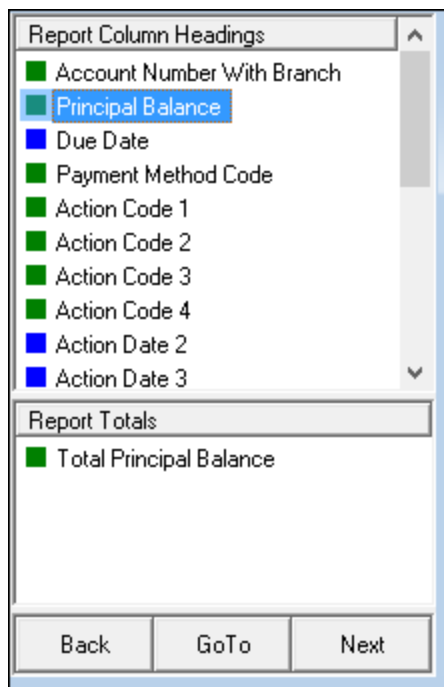 Report Column Headings
Account Number With Branch
Principal Balance
Due Date
Payment Method Code
Action Code 1
Action Code 2
Action Code 3
Action Code 4
Action Date 2
Action Date 3
Report Totals
Total Principal Balance
Back
GoTo
Next